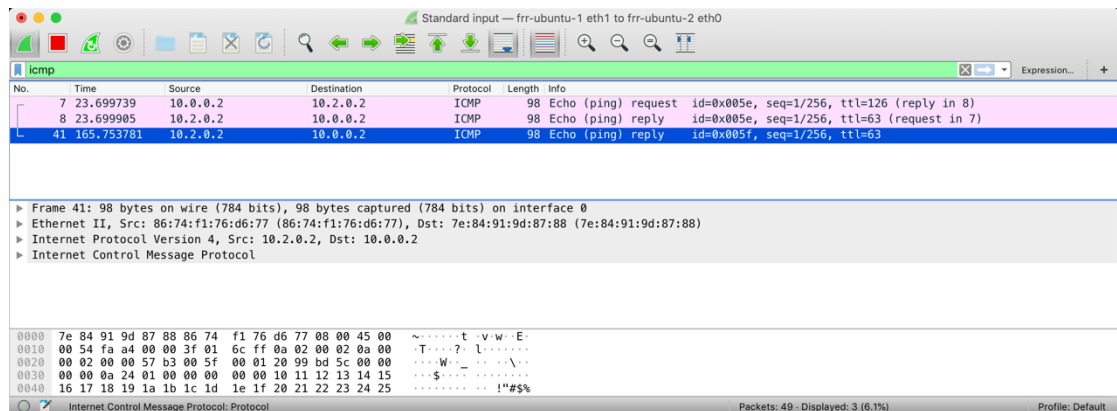 Standard input — frr-ubuntu-1 eth1 to frr-ubuntu-2 eth0
icmp Expression... +
No. Time Source Destination Protocol Length Info
7 23.699739 10.0.0.2 10.2.0.2 ICMP 98 Echo (ping) request id=0x005e, seq=1/256, ttl=126 (reply in 8)
8 23.699905 10.2.0.2 10.0.0.2 ICMP 98 Echo (ping) reply id=0x005e, seq=1/256, ttl=63 (request in 7)
41 165.753781 10.2.0.2 10.0.0.2 ICMP 98 Echo (ping) reply id=0x005f, seq=1/256, ttl=63
Frame 41: 98 bytes on wire (784 bits), 98 bytes captured (784 bits) on interface 0
Ethernet II, Src: 86:74:f1:76:d6:77 (86:74:f1:76:d6:77), Dst: 7e:84:91:9d:87:88 (7e:84:91:9d:87:88)
Internet Protocol Version 4, Src: 10.2.0.2, Dst: 10.0.0.2
Internet Control Message Protocol
0000 7e 84 91 9d 87 88 86 74 f1 76 d6 77 08 00 45 00 ~······t ·v·w··E·
0010 00 54 fa a4 00 00 3f 01 6c ff 0a 02 00 02 0a 00 ·T····?· l·······
0020 00 02 00 00 57 b3 00 5f 00 01 20 99 bd 5c 00 00 ····W··_ ·· ··\··
0030 00 00 0a 24 01 00 00 00 00 00 10 11 12 13 14 15 ···$···· ········
0040 16 17 18 19 1a 1b 1c 1d 1e 1f 20 21 22 23 24 25 ········ ·· !"#$%
Internet Control Message Protocol: Protocol Packets: 49 · Displayed: 3 (6.1%) Profile: Default